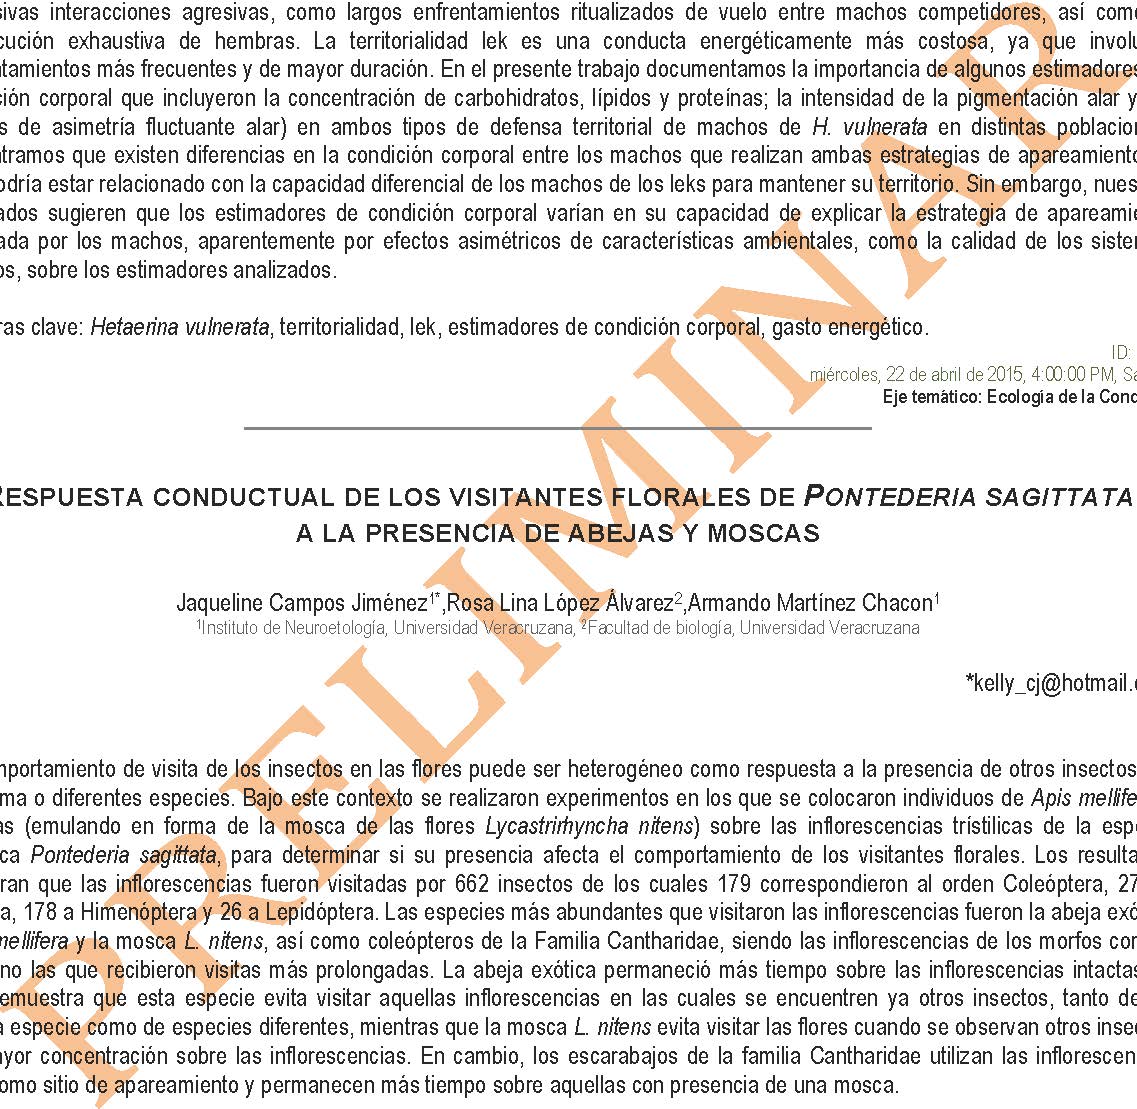 sivas interacciones agresivas, como largos enfrentamientos ritualizados de vuelo entre machos competidores, así como
cución exhaustiva de hembras. La territorialidad lek es una conducta energéticamente más costosa, ya que involu
ntamientos más frecuentes y de mayor duración. En el presente trabajo documentamos la importancia de algunos estimadores
ción corporal que incluyeron la concentración de carbohidratos, lípidos y proteínas; la intensidad de la pigmentación alar y
s de asimetría fluctuante alar) en ambos tipos de defensa territorial de machos de H. vulnerata en distintas poblacion
ntramos que existen diferencias en la condición corporal entre los machos que realizan ambas estrategias de apareamiento
odría estar relacionado con la capacidad diferencial de los machos de los leks para mantener su territorio. Sin embargo, nues
ados sugieren que los estimadores de condición corporal varían en su capacidad de explicar la estrategia de apareamie
ada por los machos, aparentemente por efectos asimétricos de características ambientales, como la calidad de los sister
os, sobre los estimadores analizados.
ras clave: Hetaerina vulnerata, territorialidad, lek, estimadores de condición corporal, gasto energético.
ID:
miércoles, 22 de abril de 2015, 4:00:00 PM, Sa
Eje temático: Ecología de la Cond
RESPUESTA CONDUCTUAL DE LOS VISITANTES FLORALES DE PONTEDERIA SAGITTATA
A LA PRESENCIA DE ABEJAS Y MOSCAS
Jaqueline Campos Jiménez1*,Rosa Lina López Álvarez2,Armando Martínez Chacon1
1Instituto de Neuroetología, Universidad Veracruzana, 2Facultad de biología, Universidad Veracruzana
*kelly_cj@hotmail.c
mportamiento de visita de los insectos en las flores puede ser heterogéneo como respuesta a la presencia de otros insectos
ma o diferentes especies. Bajo este contexto se realizaron experimentos en los que se colocaron individuos de Apis mellife
as (emulando en forma de la mosca de las flores Lycastrirhyncha nitens) sobre las inflorescencias trístilicas de la espe
ca Pontederia sagittata, para determinar si su presencia afecta el comportamiento de los visitantes florales. Los resulta
ran que las inflorescencias fueron visitadas por 662 insectos de los cuales 179 correspondieron al orden Coleóptera, 27
a, 178 a Himenóptera y 26 a Lepidóptera. Las especies más abundantes que visitaron las inflorescencias fueron la abeja exó
mellifera y la mosca L. nitens, así como coleópteros de la Familia Cantharidae, siendo las inflorescencias de los morfos cor
no las que recibieron visitas más prolongadas. La abeja exótica permaneció más tiempo sobre las inflorescencias intactas
emuestra que esta especie evita visitar aquellas inflorescencias en las cuales se encuentren ya otros insectos, tanto de
a especie como de especies diferentes, mientras que la mosca L. nitens evita visitar las flores cuando se observan otros insec
ayor concentración sobre las inflorescencias. En cambio, los escarabajos de la familia Cantharidae utilizan las inflorescen
omo sitio de apareamiento y permanecen más tiempo sobre aquellas con presencia de una mosca.
PRELIMINAR